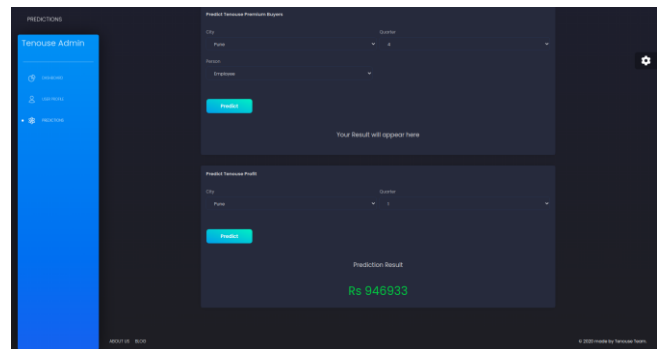 PREDICTIONS
Tenouse Admin
DASHBOARD
USER PROFILE
PREDICTIONS
Predict Tenouse Premium Buyers
City
Quarter
Pune
4
Person
Employee
Predict
Your Result will appear here
Predict Tenouse Profit
City
Quarter
Pune
1
Predict
Prediction Result
Rs 946933
ABOUT US BLOG
© 2020 made by Tenouse Team.